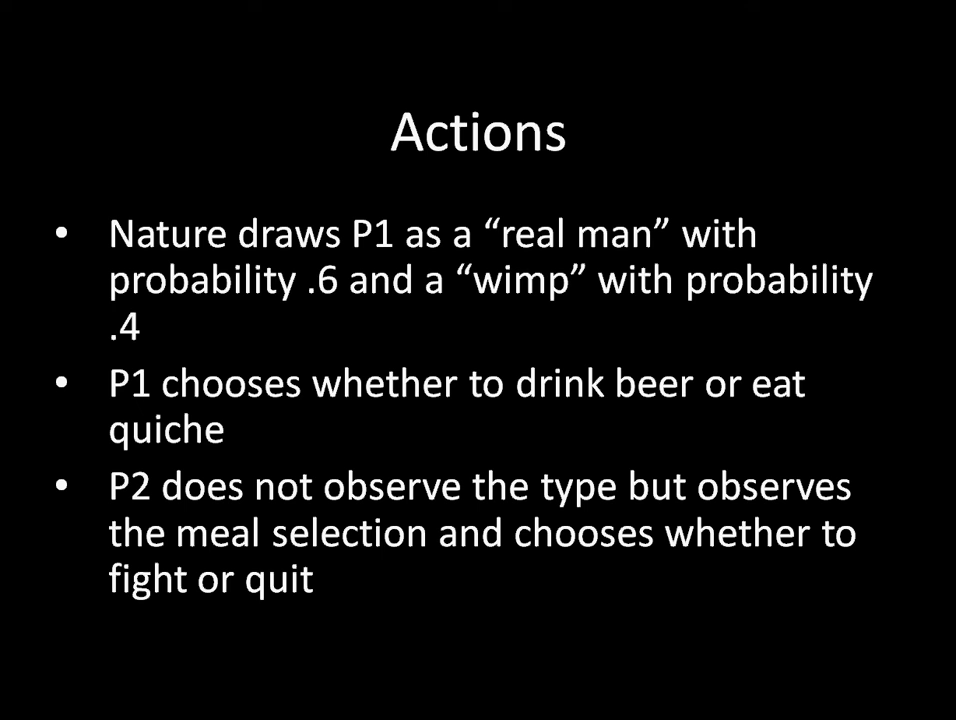 Actions
• Nature draws P1 as a “real man” with
probability .6 and a “wimp” with probability
.4
• P1 chooses whether to drink beer or eat
quiche
• P2 does not observe the type but observes
the meal selection and chooses whether to
fight or quit